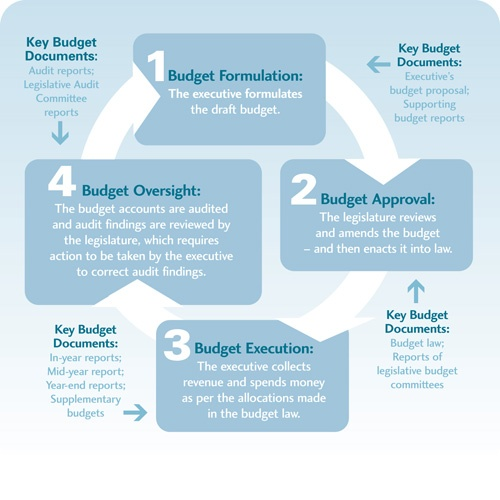 Key Budget
Documents:
Audit reports;
Legislative Audit
Committee
reports
1
Budget Formulation:
The executive formulates
the draft budget.
Key Budget
Documents:
Executive's
budget proposal;
Supporting
budget reports
4
Budget Oversight:
The budget accounts are audited
and audit findings are reviewed by
the legislature, which requires
action to be taken by the executive
to correct audit findings.
2
Budget Approval:
The legislature reviews
and amends the budget
– and then enacts it into law.
Key Budget
Documents:
In-year reports;
Mid-year report;
Year-end reports;
Supplementary
budgets
3
Budget Execution:
The executive collects
revenue and spends money
as per the allocations made
in the budget law.
Key Budget
Documents:
Budget law;
Reports of
legislative budget
committees